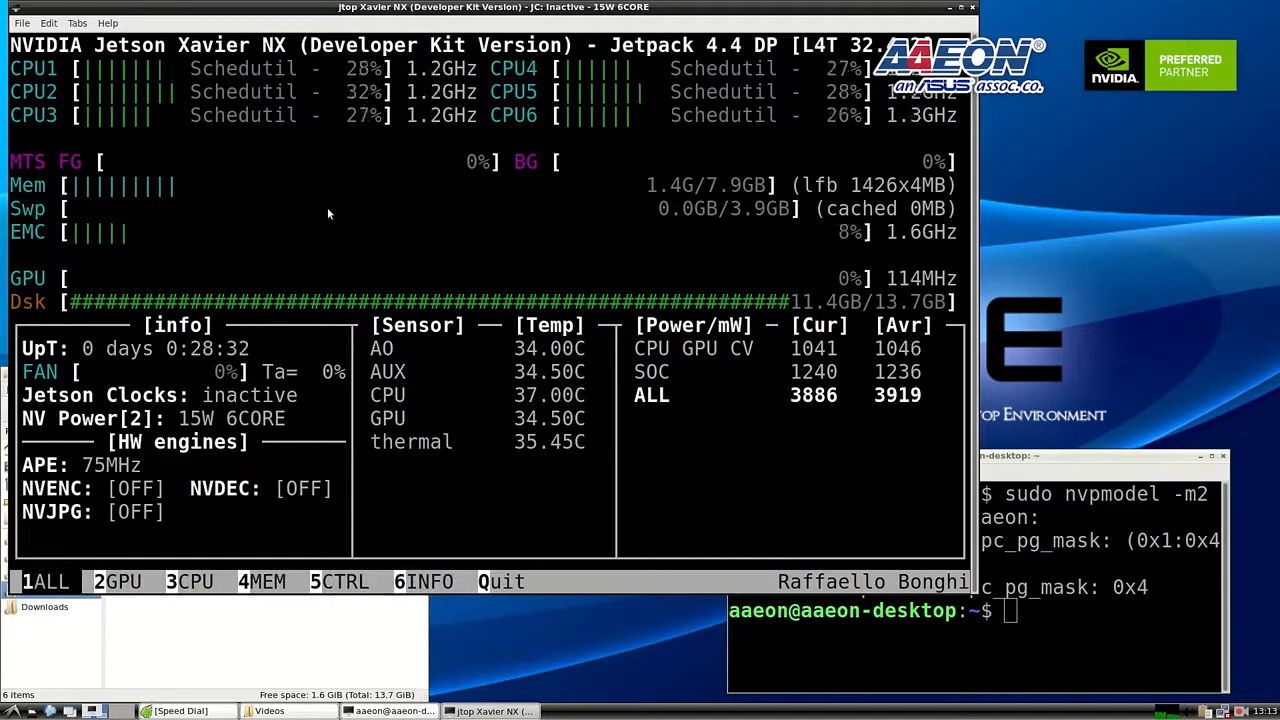 jtop Xavier NX (Developer Kit Version) - JC: Inactive - 15W 6CORE
File Edit Tabs Help
NVIDIA Jetson Xavier NX (Developer Kit Version) - Jetpack 4.4 DP [L4T 32.
CPU1 [||||||| Schedutil - 28%] 1.2GHz CPU4 [|||||| Schedutil - 27%]
CPU2 [|||||||| Schedutil - 32%] 1.2GHz CPU5 [||||||| Schedutil - 28%] 1.2GHz
CPU3 [|||||| Schedutil - 27%] 1.2GHz CPU6 [|||||| Schedutil - 26%] 1.3GHz
AAEON®
an ASUS assoc.co.
NVIDIA.
PREFERRED
PARTNER
MTS FG [ 0%] BG [ 0%]
Mem [||||||||| 1.4G/7.9GB] (lfb 1426x4MB)
Swp [ 0.0GB/3.9GB] (cached 0MB)
EMC [||||| 8%] 1.6GHz
GPU [ 0%] 114MHz
Dsk [############################################################11.4GB/13.7GB]
[info] [Sensor] [Temp] [Power/mW] [Cur] [Avr]
UpT: 0 days 0:28:32 AO 34.00C CPU GPU CV 1041 1046
FAN [ 0%] Ta= 0% AUX 34.50C SOC 1240 1236
Jetson Clocks: inactive CPU 37.00C ALL 3886 3919
NV Power[2]: 15W 6CORE GPU 34.50C
[HW engines] thermal 35.45C
APE: 75MHz
NVENC: [OFF] NVDEC: [OFF]
NVJPG: [OFF]
1ALL 2GPU 3CPU 4MEM 5CTRL 6INFO Quit Raffaello Bonghi
E
top ENVIRONMENT
n-desktop: ~
$ sudo nvpmodel -m2
aeon:
pc_pg_mask: (0x1:0x4
pc_pg_mask: 0x4
aaeon@aaeon-desktop:~$
Downloads
6 items Free space: 1.6 GiB (Total: 13.7 GiB)
[Speed Dial] Videos aaeon@aaeon-d... jtop Xavier NX (... 13:13